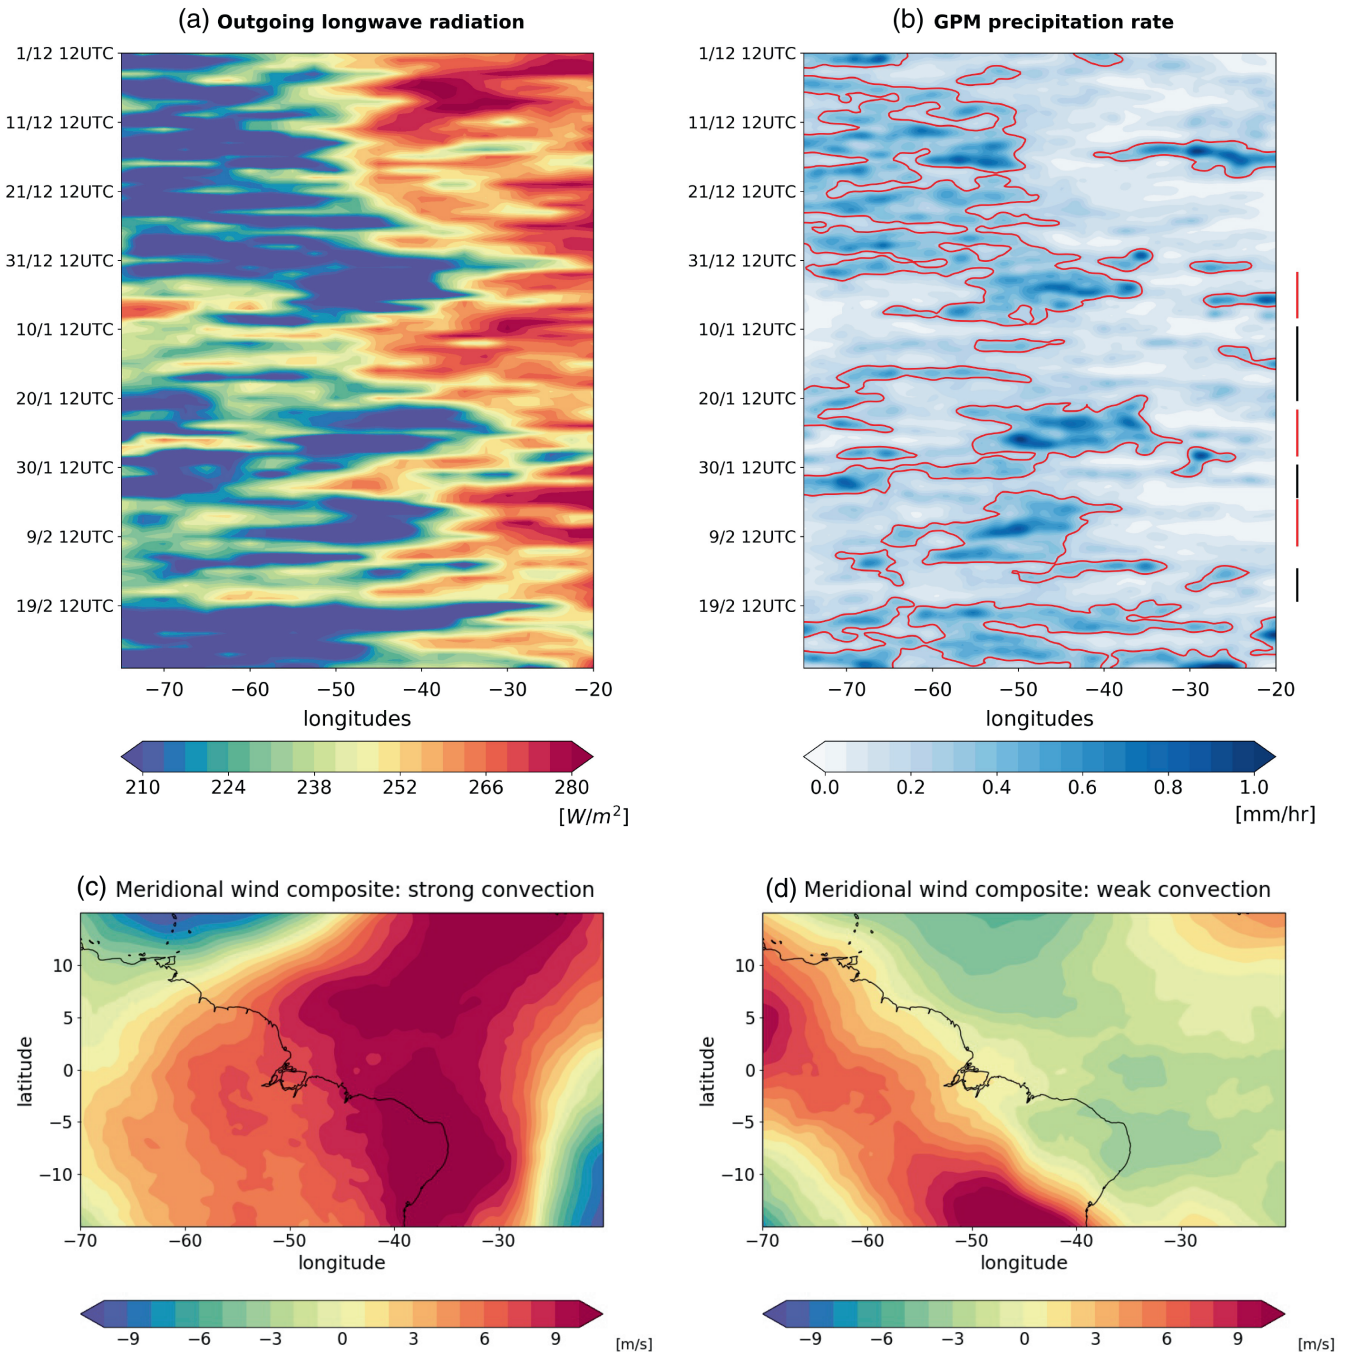 (a) Outgoing longwave radiation
1/12 12UTC
11/12 12UTC
21/12 12UTC
31/12 12UTC
10/1 12UTC
20/1 12UTC
30/1 12UTC
9/2 12UTC
19/2 12UTC
−70 −60 −50 −40 −30 −20
longitudes
210 224 238 252 266 280
[W/m²]
(b) GPM precipitation rate
1/12 12UTC
11/12 12UTC
21/12 12UTC
31/12 12UTC
10/1 12UTC
20/1 12UTC
30/1 12UTC
9/2 12UTC
19/2 12UTC
−70 −60 −50 −40 −30 −20
longitudes
0.0 0.2 0.4 0.6 0.8 1.0
[mm/hr]
(c) Meridional wind composite: strong convection
latitude
10
5
0
−5
−10
−70 −60 −50 −40 −30
longitude
−9 −6 −3 0 3 6 9
[m/s]
(d) Meridional wind composite: weak convection
latitude
10
5
0
−5
−10
−70 −60 −50 −40 −30
longitude
−9 −6 −3 0 3 6 9
[m/s]